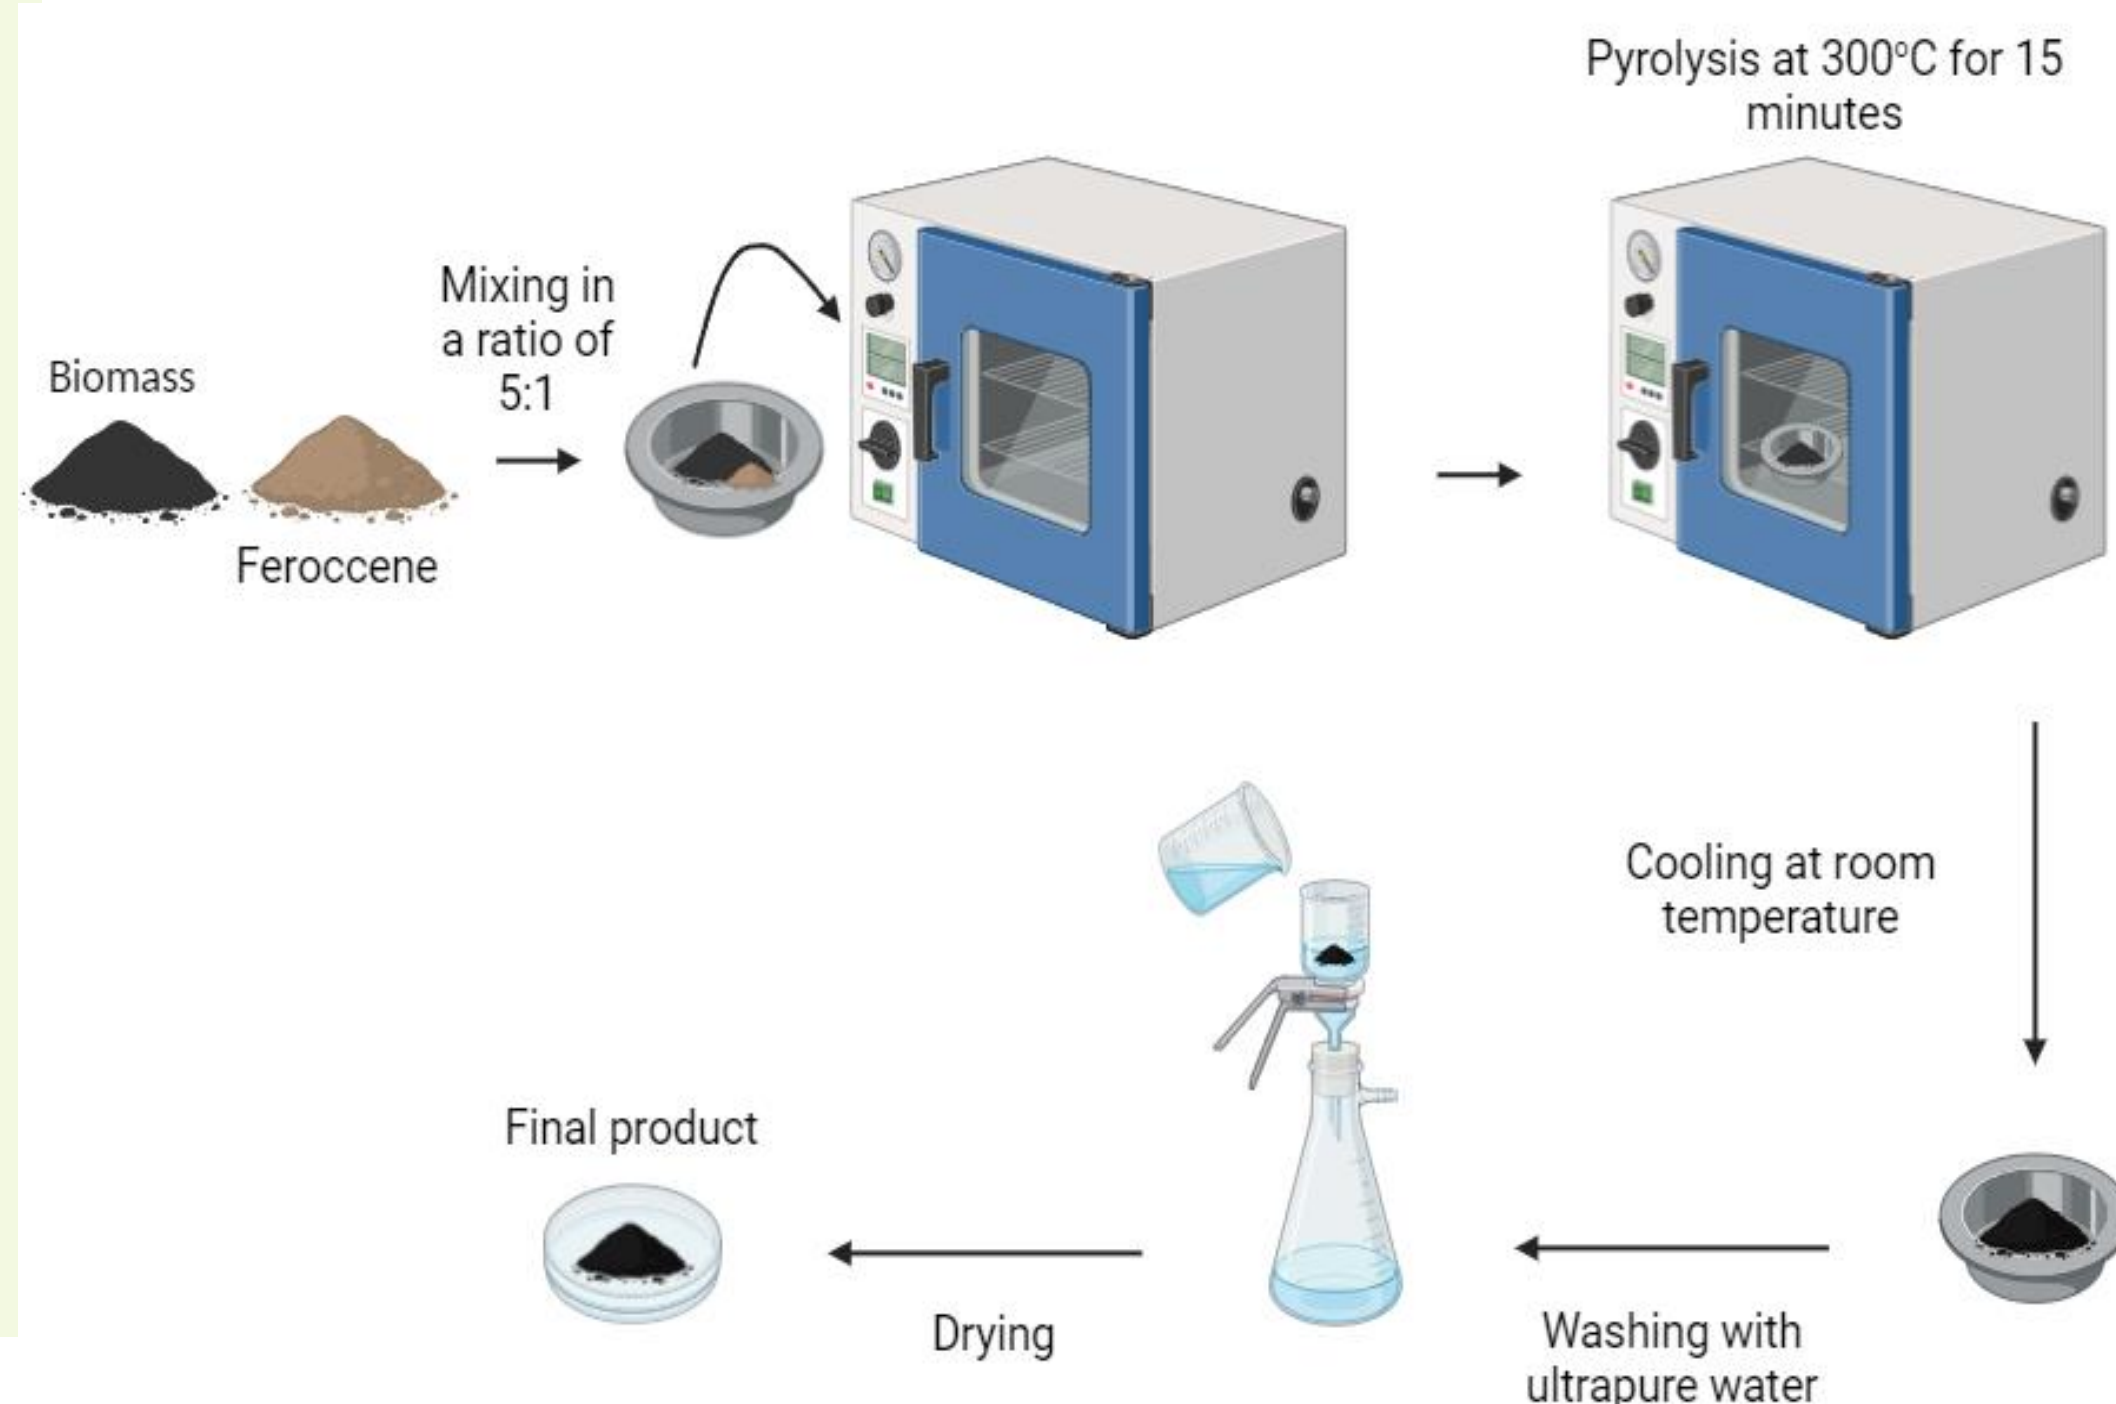 Pyrolysis at 300°C for 15
minutes
Mixing in
a ratio of
5:1
Biomass
Feroccene
Cooling at room
temperature
Final product
Drying
Washing with
ultrapure water